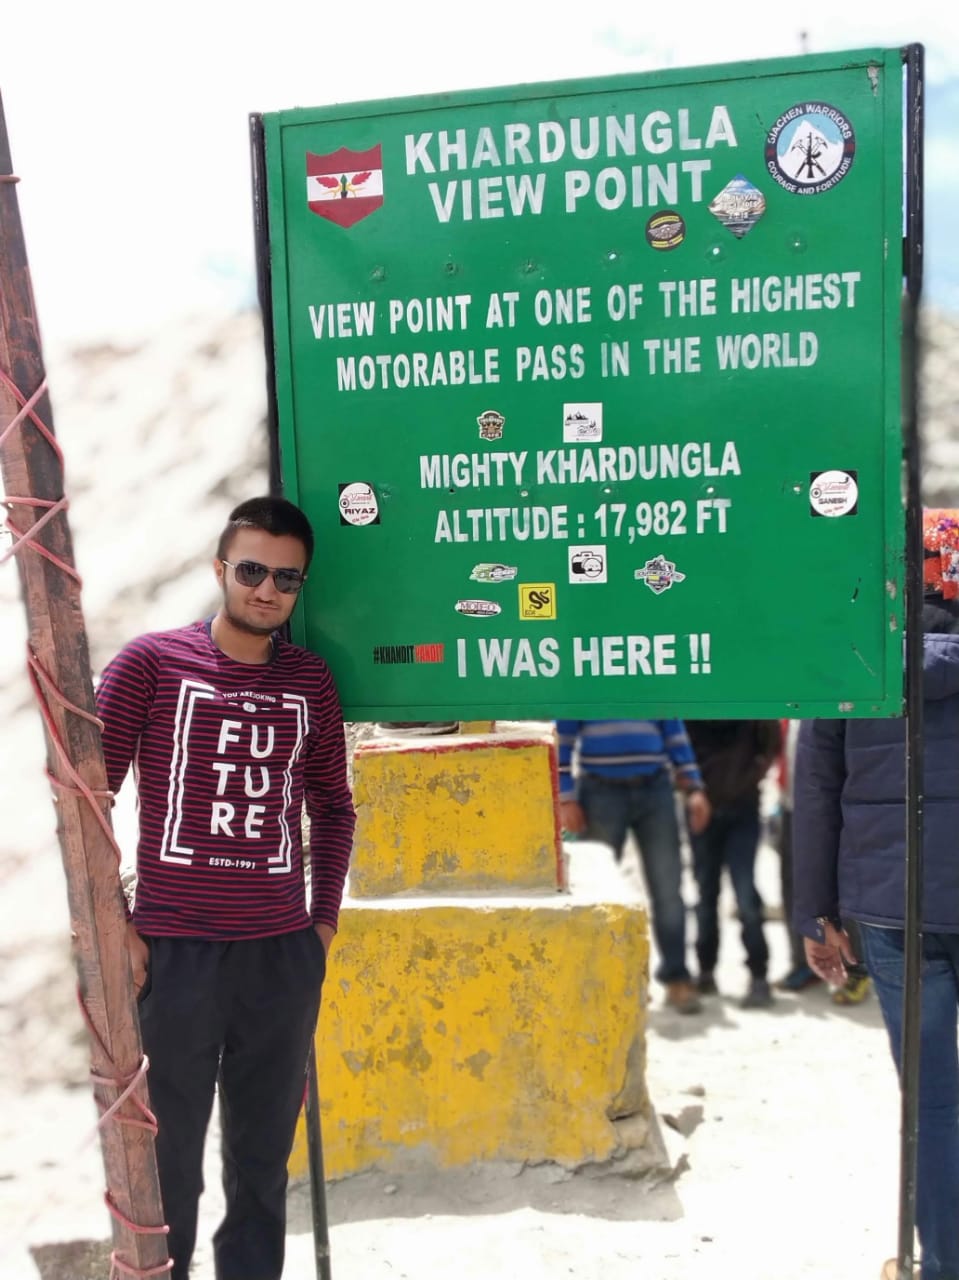 KHARDUNGLA
VIEW POINT
SIACHEN WARRIORS
COURAGE AND FORTITUDE
VIEW POINT AT ONE OF THE HIGHEST
MOTORABLE PASS IN THE WORLD
MIGHTY KHARDUNGLA
RIYAZ
GANESH
ALTITUDE : 17,982 FT
#KHANDITPANDIT
I WAS HERE !!
YOU ARE JOKING
FU
TU
RE
ESTD-1991